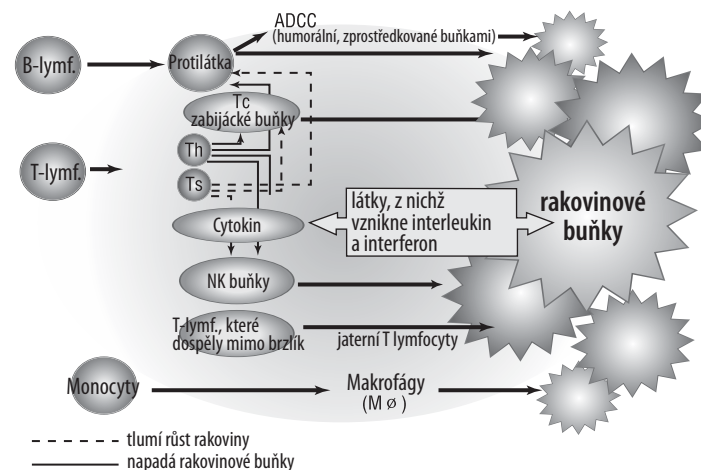 ADCC
(humorální, zprostředkované buňkami)
B-lymf.
Protilátka
Tc
zabijácké buňky
Th
T-lymf.
Ts
látky, z nichž
vznikne interleukin
a interferon
rakovinové
buňky
Cytokin
NK buňky
T-lymf., které
dospěly mimo brzlík
jaterní T lymfocyty
Monocyty
Makrofágy
(M ø )
tlumí růst rakoviny
napadá rakovinové buňky